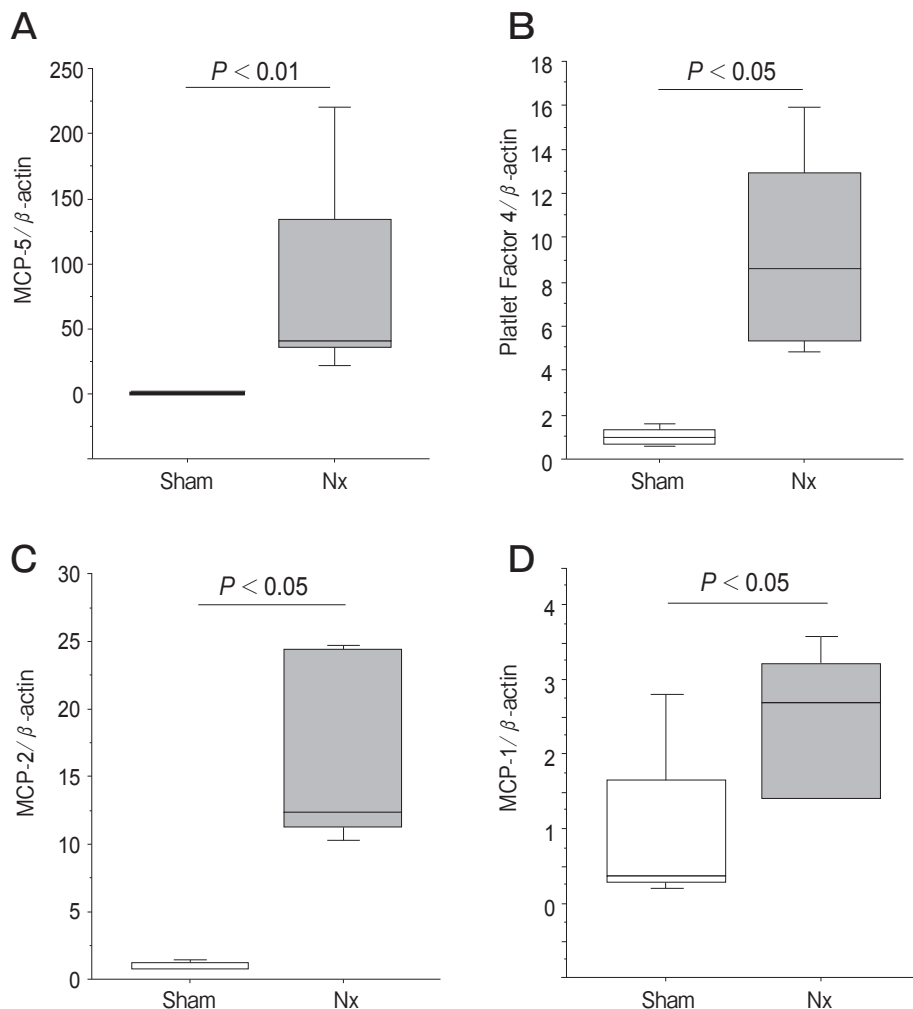 A
MCP-5/β-actin
250
200
150
100
50
0
P < 0.01
Sham
Nx
B
Platlet Factor 4/β-actin
18
16
14
12
10
8
6
4
2
0
P < 0.05
Sham
Nx
C
MCP-2/β-actin
30
25
20
15
10
5
0
P < 0.05
Sham
Nx
D
MCP-1/β-actin
4
3
2
1
0
P < 0.05
Sham
Nx